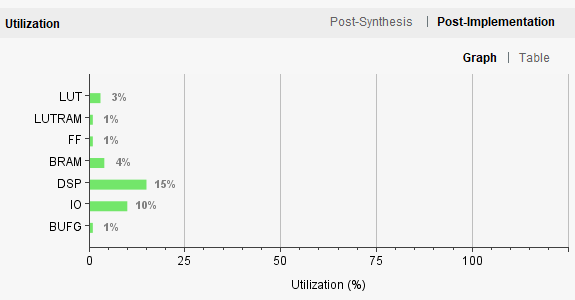 Utilization Post-Synthesis | Post-Implementation
Graph | Table
LUT 3%
LUTRAM 1%
FF 1%
BRAM 4%
DSP 15%
IO 10%
BUFG 1%
0 25 50 75 100
Utilization (%)